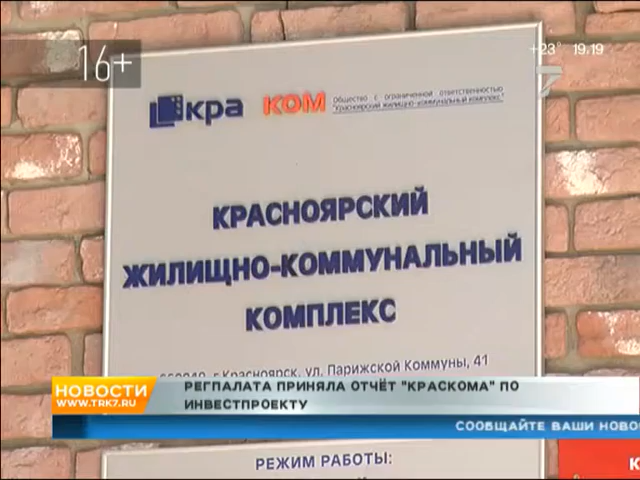 16+
+23° 19:19
7
кра ком Общество с ограниченной ответственностью
"Красноярский жилищно-коммунальный комплекс"
КРАСНОЯРСКИЙ
ЖИЛИЩНО-КОММУНАЛЬНЫЙ
КОМПЛЕКС
г.Красноярск, ул. Парижской Коммуны, 41
НОВОСТИ
WWW.TRK7.RU
РЕГПАЛАТА ПРИНЯЛА ОТЧЁТ "КРАСКОМА" ПО
ИНВЕСТПРОЕКТУ
СООБЩАЙТЕ ВАШИ НОВО
РЕЖИМ РАБОТЫ:
К